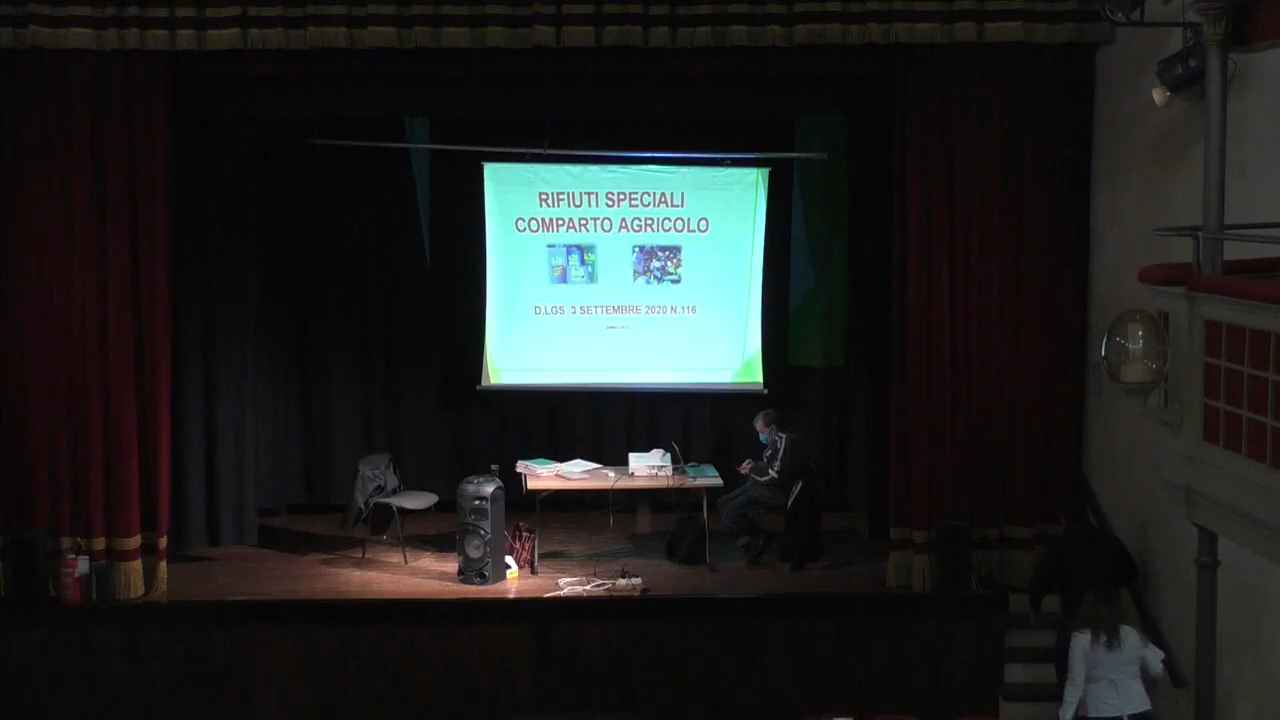 RIFIUTI SPECIALI
COMPARTO AGRICOLO
D.LGS 3 SETTEMBRE 2020 N.116